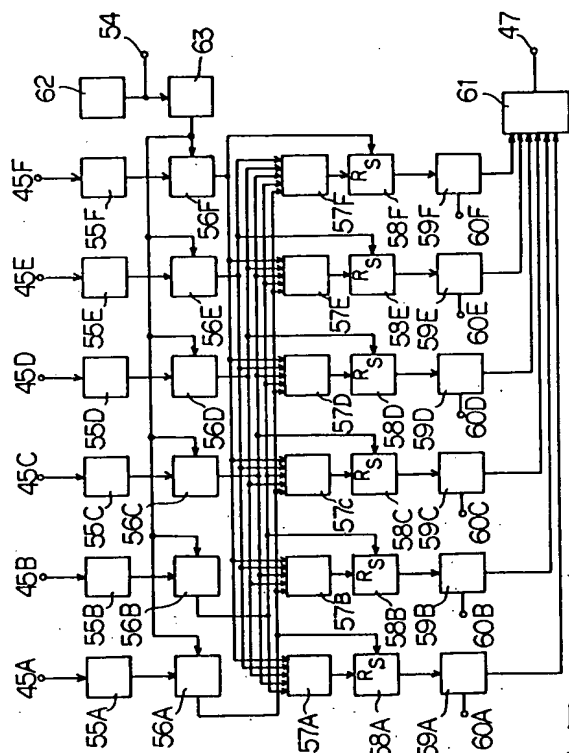 54
62
63
47
61
45A 45B 45C 45D 45E 45F
55A 55B 55C 55D 55E 55F
56A 56B 56C 56D 56E 56F
57A 57B 57C 57D 57E 57F
R R R R R R
S S S S S S
58A 58B 58C 58D 58E 58F
59A 59B 59C 59D 59E 59F
60A 60B 60C 60D 60E 60F